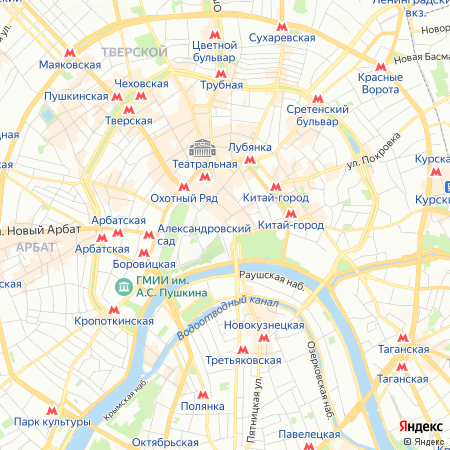 Ленинградский
вкз.
ТВЕРСКОЙ
Цветной
бульвар
Сухаревская
Маяковская
Новая Басма
Трубная
Красные
Ворота
Чеховская
Пушкинская
Тверская
Сретенский
бульвар
Лубянка
ул. Покровка
Театральная
Курска
Охотный Ряд
Китай-город
Курски
Арбатская
Александровский
сад
Китай-город
Новый Арбат
АРБАТ
Арбатская
Боровицкая
Раушская наб.
ГМИИ им.
А.С. Пушкина
Водоотводный канал
Кропоткинская
Новокузнецкая
Третьяковская
Таганская
Озерковская наб.
Таганская
Крымская наб.
Полянка
Пятницкая ул.
Парк культуры
Октябрьская
Павелецкая
Яндекс
© Яндекс